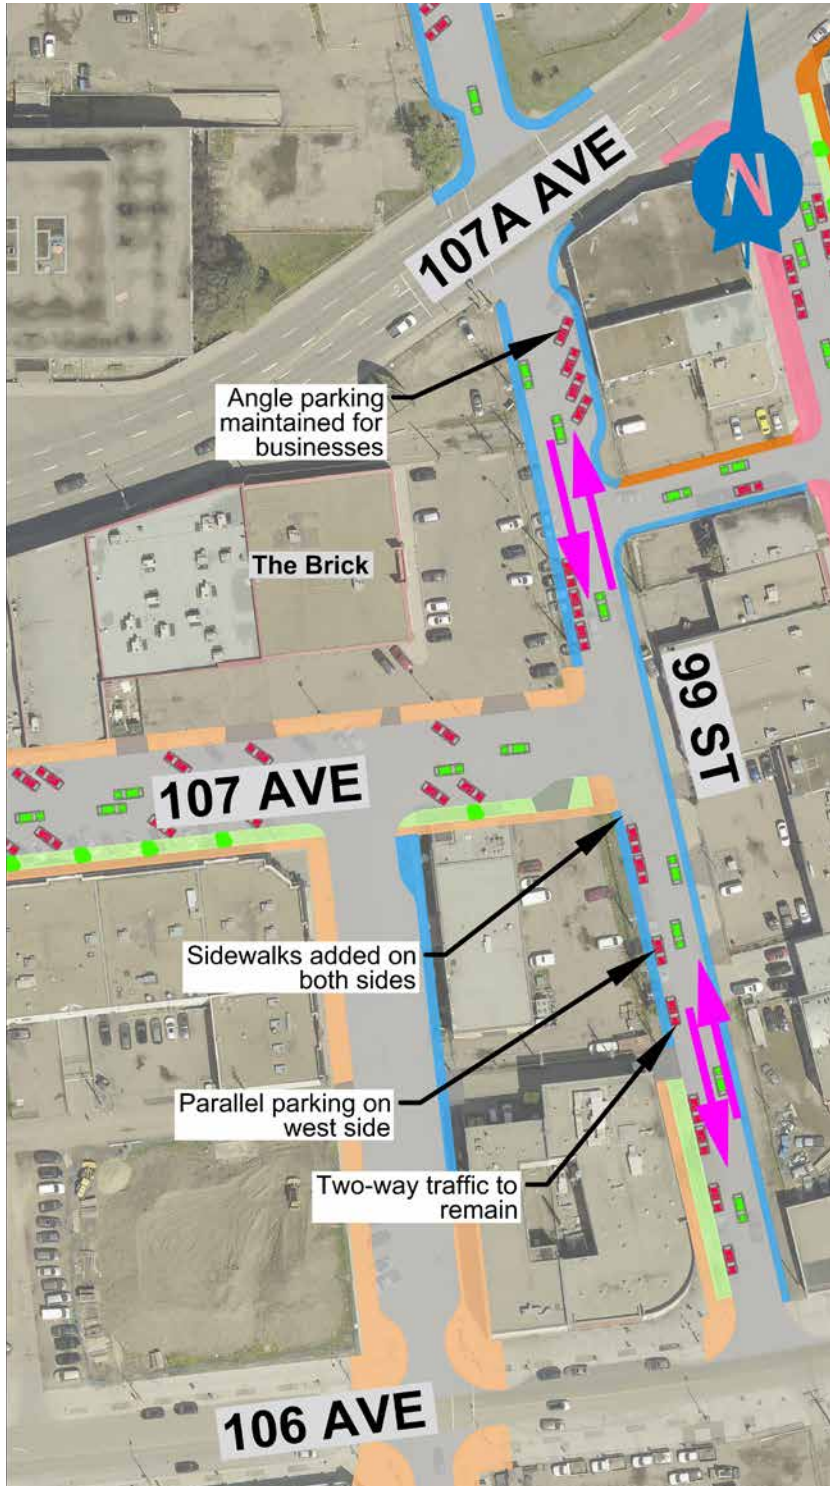 N
107A AVE
Angle parking
maintained for
businesses
The Brick
99 ST
107 AVE
Sidewalks added on
both sides
Parallel parking on
west side
Two-way traffic to
remain
106 AVE